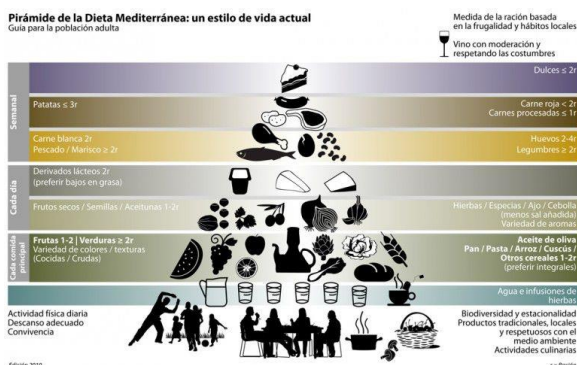 Pirámide de la Dieta Mediterránea: un estilo de vida actual
Guía para la población adulta
Medida de la ración basada
en la frugalidad y hábitos locales
Vino con moderación y
respetando las costumbres
Semanal
Dulces ≤ 2r
Patatas ≤ 3r
Carne roja < 2r
Carnes procesadas ≤ 1r
Carne blanca 2r
Pescado / Marisco ≥ 2r
Huevos 2-4r
Legumbres ≥ 2r
Cada día
Derivados lácteos 2r
(preferir bajos en grasa)
Frutos secos / Semillas / Aceitunas 1-2r
Hierbas / Especias / Ajo / Cebolla
(menos sal añadida)
Variedad de aromas
Cada comida
principal
Frutas 1-2 | Verduras ≥ 2r
Variedad de colores / texturas
(Cocidas / Crudas)
Aceite de oliva
Pan / Pasta / Arroz / Cuscús /
Otros cereales 1-2r
(preferir integrales)
Agua e infusiones de
hierbas
Actividad física diaria
Descanso adecuado
Convivencia
Biodiversidad y estacionalidad
Productos tradicionales, locales
y respetuosos con el
medio ambiente
Actividades culinarias